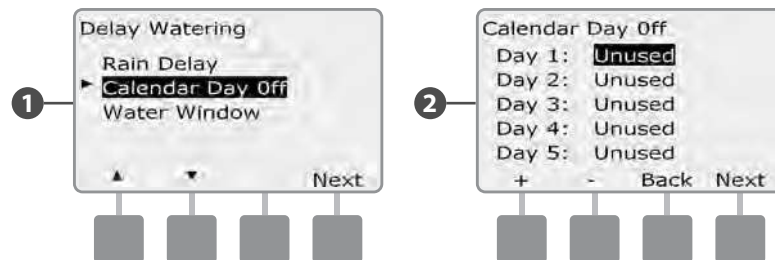 Delay Watering
Rain Delay
Calendar Day Off
Water Window
▲ ▼ Next
1
Calendar Day Off
Day 1: Unused
Day 2: Unused
Day 3: Unused
Day 4: Unused
Day 5: Unused
+ - Back Next
2